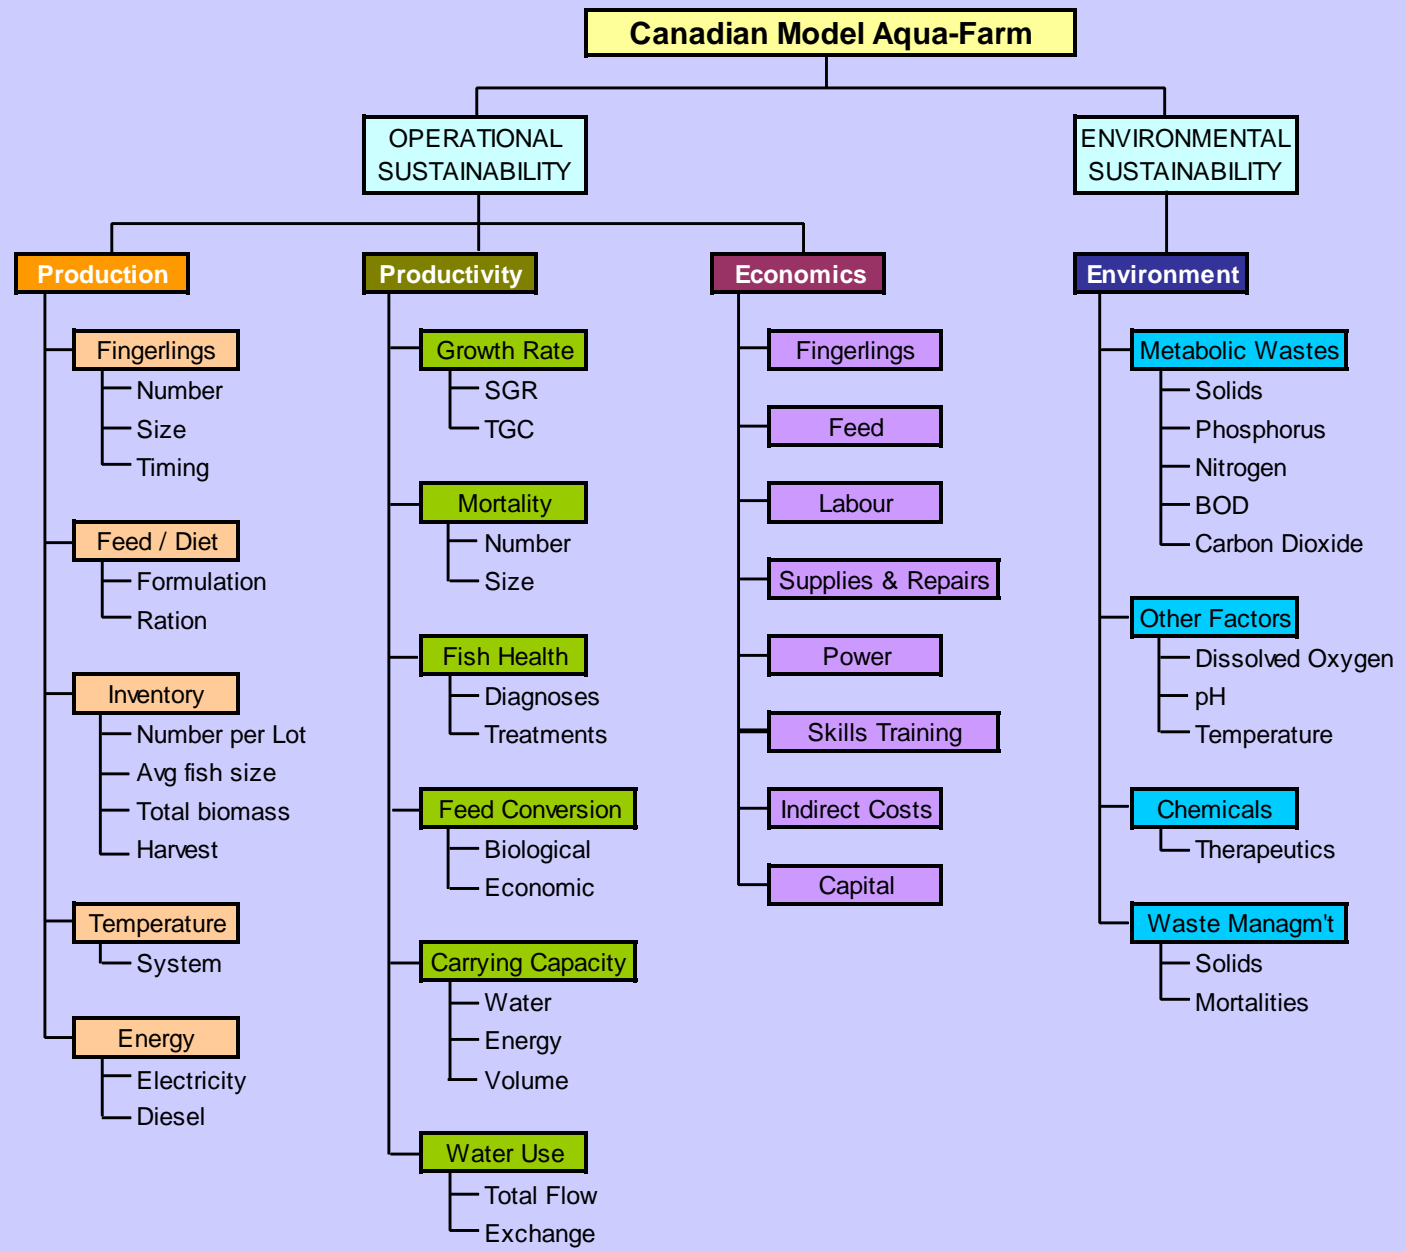 Canadian Model Aqua-Farm
OPERATIONAL
SUSTAINABILITY
ENVIRONMENTAL
SUSTAINABILITY
Production
Fingerlings
Number
Size
Timing
Feed / Diet
Formulation
Ration
Inventory
Number per Lot
Avg fish size
Total biomass
Harvest
Temperature
System
Energy
Electricity
Diesel
Productivity
Growth Rate
SGR
TGC
Mortality
Number
Size
Fish Health
Diagnoses
Treatments
Feed Conversion
Biological
Economic
Carrying Capacity
Water
Energy
Volume
Water Use
Total Flow
Exchange
Economics
Fingerlings
Feed
Labour
Supplies & Repairs
Power
Skills Training
Indirect Costs
Capital
Environment
Metabolic Wastes
Solids
Phosphorus
Nitrogen
BOD
Carbon Dioxide
Other Factors
Dissolved Oxygen
pH
Temperature
Chemicals
Therapeutics
Waste Managm't
Solids
Mortalities